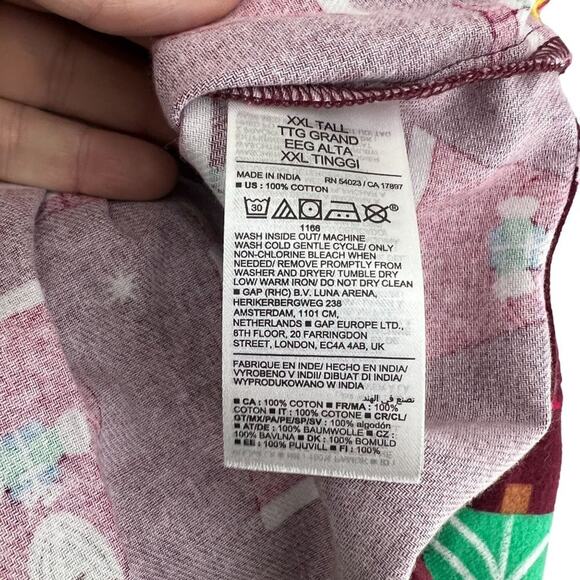 XXL TALL
TTG GRAND
EEG ALTA
XXL TINGGI
MADE IN INDIA RN 54023 / CA 17897
■ US : 100% COTTON
30
1166
WASH INSIDE OUT/ MACHINE
WASH COLD GENTLE CYCLE/ ONLY
NON-CHLORINE BLEACH WHEN
NEEDED/ REMOVE PROMPTLY FROM
WASHER AND DRYER/ TUMBLE DRY
LOW/ WARM IRON/ DO NOT DRY CLEAN
■ GAP (RHC) B.V. LUNA ARENA,
HERIKERBERGWEG 238
AMSTERDAM, 1101 CM,
NETHERLANDS ■ GAP EUROPE LTD.,
8TH FLOOR, 20 FARRINGDON
STREET, LONDON, EC4A 4AB, UK
FABRIQUE EN INDE/ HECHO EN INDIA/
VYROBENO V INDII/ DIBUAT DI INDIA/
WYPRODUKOWANO W INDIA
تصنع في الهند
■ CA : 100% COTON ■ FR/MA : 100%
COTON ■ IT : 100% COTONE ■ CR/CL/
GT/MX/PA/PE/SP/SV : 100% algodón
■ AT/DE : 100% BAUMWOLLE ■ CZ :
100% BAVLNA ■ DK : 100% BOMULD
■ EE : 100% PUUVILL ■ FI : 100%